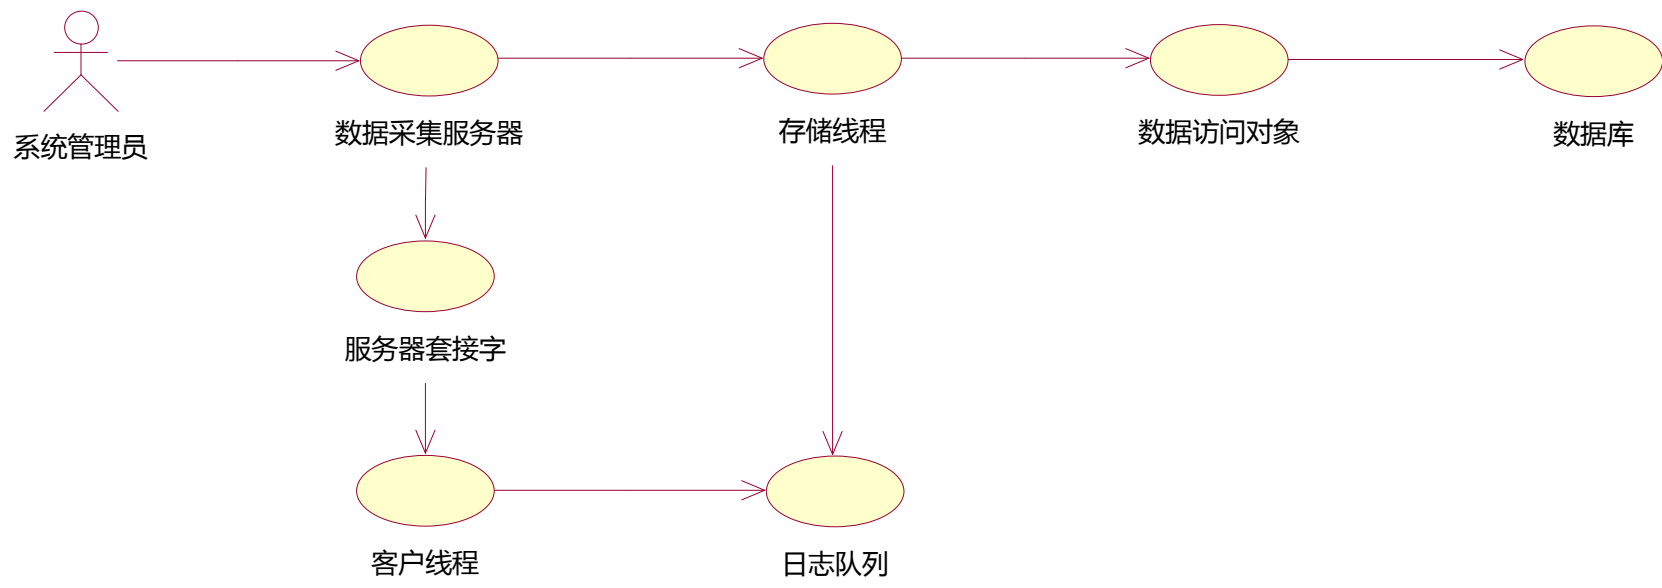 系统管理员
数据采集服务器
存储线程
数据访问对象
数据库
服务器套接字
客户线程
日志队列